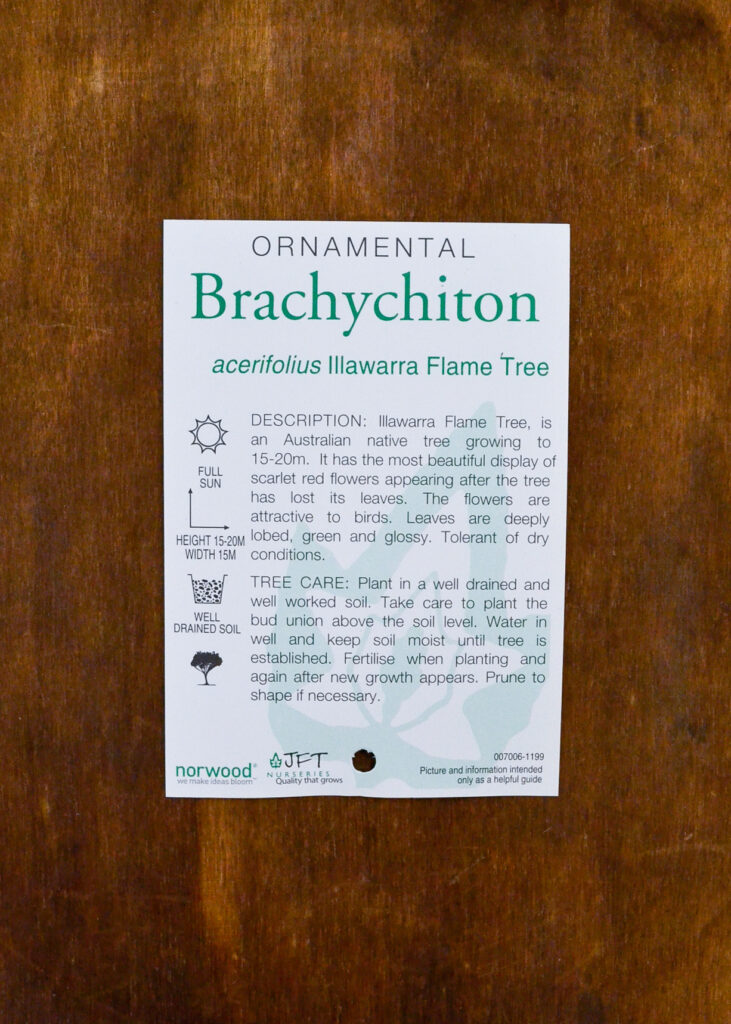 ORNAMENTAL
Brachychiton
acerifolius Illawarra Flame Tree
FULL
SUN
HEIGHT 15-20M
WIDTH 15M
WELL
DRAINED SOIL
DESCRIPTION: Illawarra Flame Tree, is
an Australian native tree growing to
15-20m. It has the most beautiful display of
scarlet red flowers appearing after the tree
has lost its leaves. The flowers are
attractive to birds. Leaves are deeply
lobed, green and glossy. Tolerant of dry
conditions.
TREE CARE: Plant in a well drained and
well worked soil. Take care to plant the
bud union above the soil level. Water in
well and keep soil moist until tree is
established. Fertilise when planting and
again after new growth appears. Prune to
shape if necessary.
norwood
we make ideas bloom™
JFT
NURSERIES
Quality that grows
007006-1199
Picture and information intended
only as a helpful guide